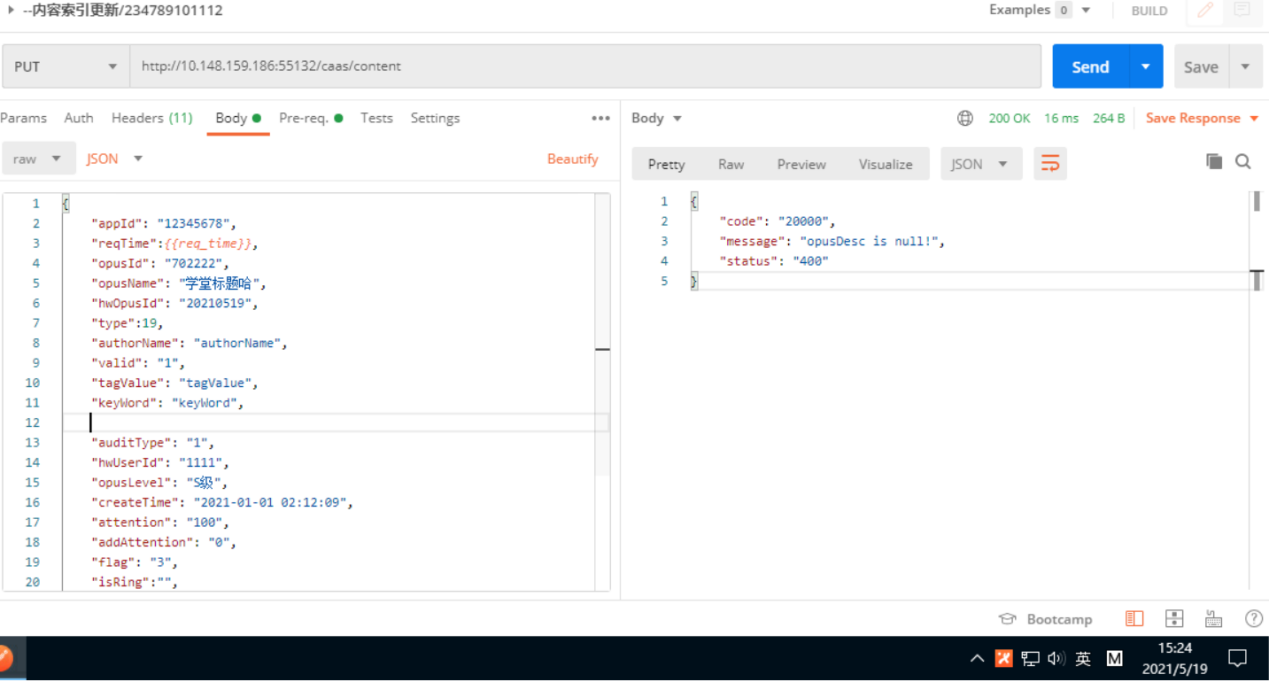 --内容索引更新/234789101112
Examples 0
BUILD
PUT
http://10.148.159.186:55132/caas/content
Send
Save
Params Auth Headers (11) Body Pre-req. Tests Settings
Body
200 OK 16 ms 264 B Save Response
raw JSON
Beautify
Pretty Raw Preview Visualize JSON
1 {
2 "appId": "12345678",
3 "reqTime":{{req_time}},
4 "opusId": "702222",
5 "opusName": "学堂标题哈",
6 "hwOpusId": "20210519",
7 "type":19,
8 "authorName": "authorName",
9 "valid": "1",
10 "tagValue": "tagValue",
11 "keyWord": "keyWord",
12
13 "auditType": "1",
14 "hwUserId": "1111",
15 "opusLevel": "S级",
16 "createTime": "2021-01-01 02:12:09",
17 "attention": "100",
18 "addAttention": "0",
19 "flag": "3",
20 "isRing":"",
1 {
2 "code": "20000",
3 "message": "opusDesc is null!",
4 "status": "400"
5 }
Bootcamp
英
M
15:24
2021/5/19